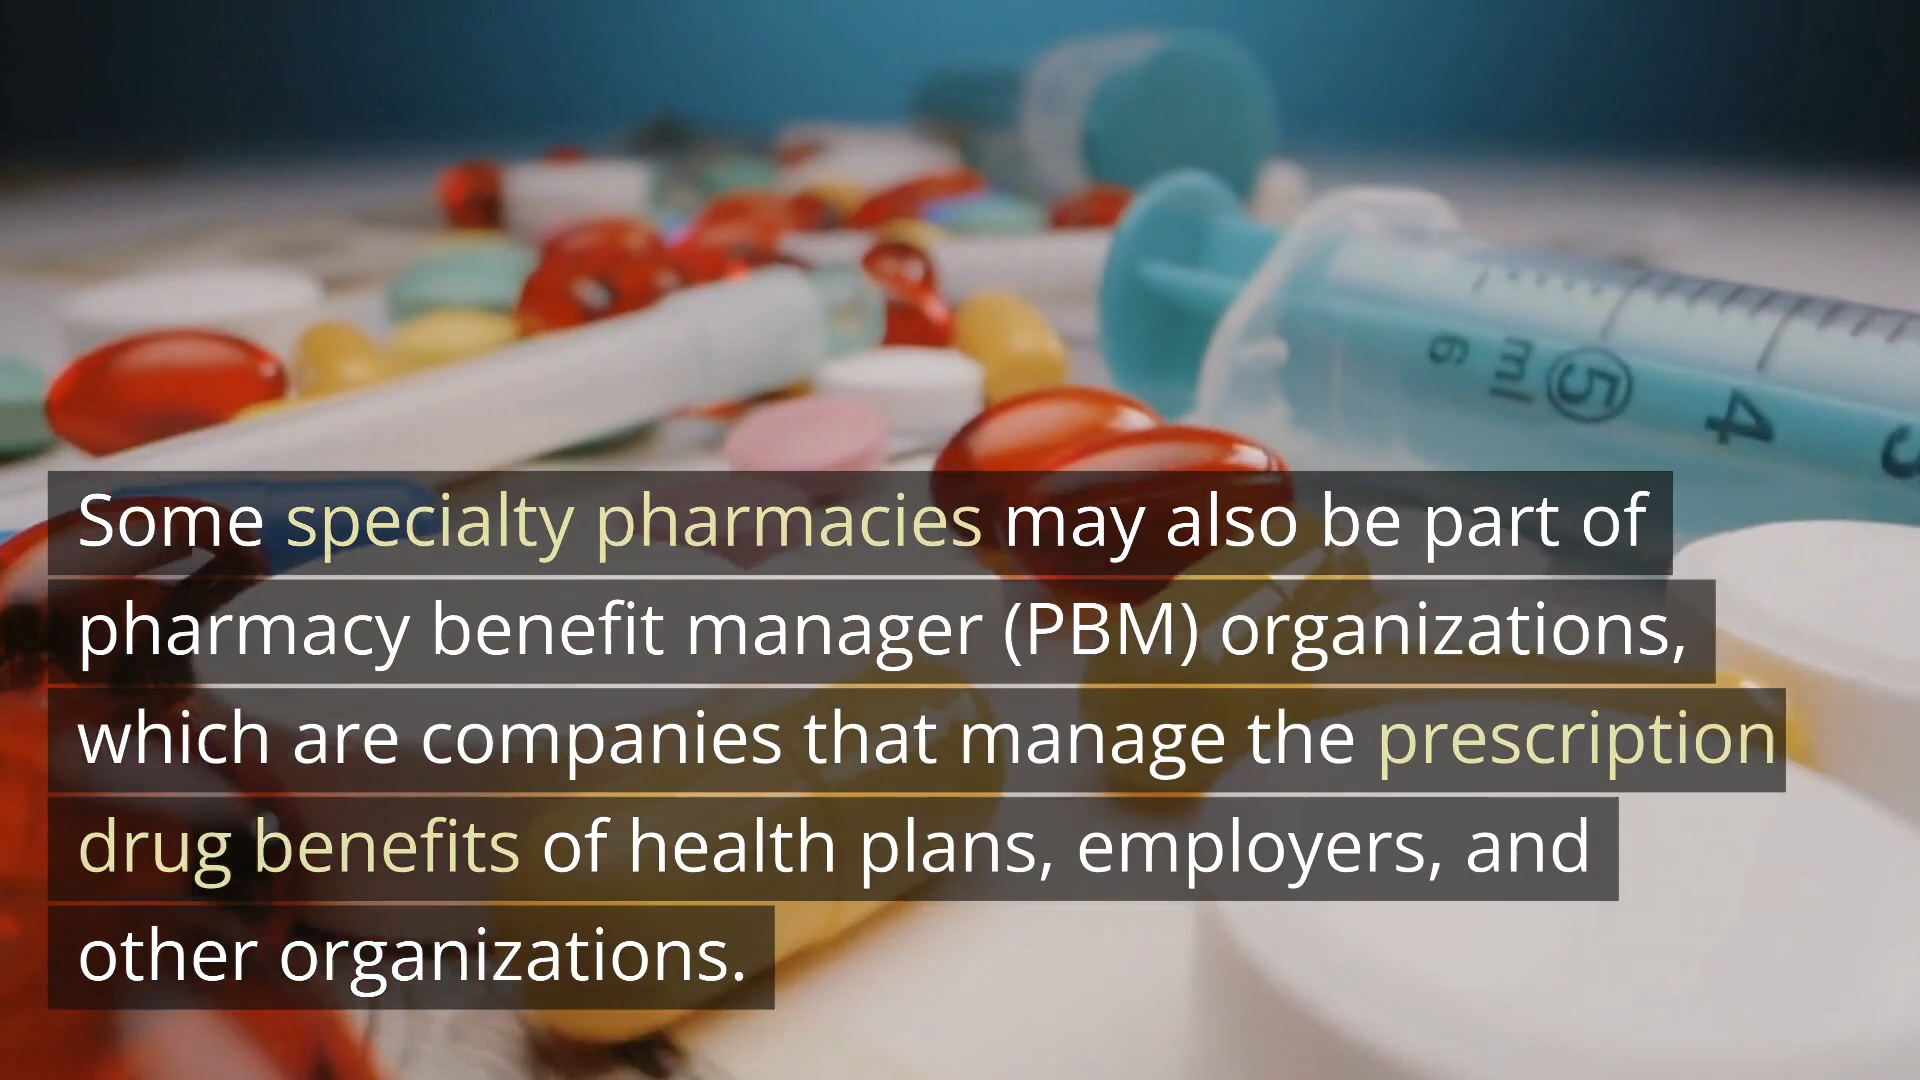 6 ml 5 4 3
Some specialty pharmacies may also be part of
pharmacy benefit manager (PBM) organizations,
which are companies that manage the prescription
drug benefits of health plans, employers, and
other organizations.